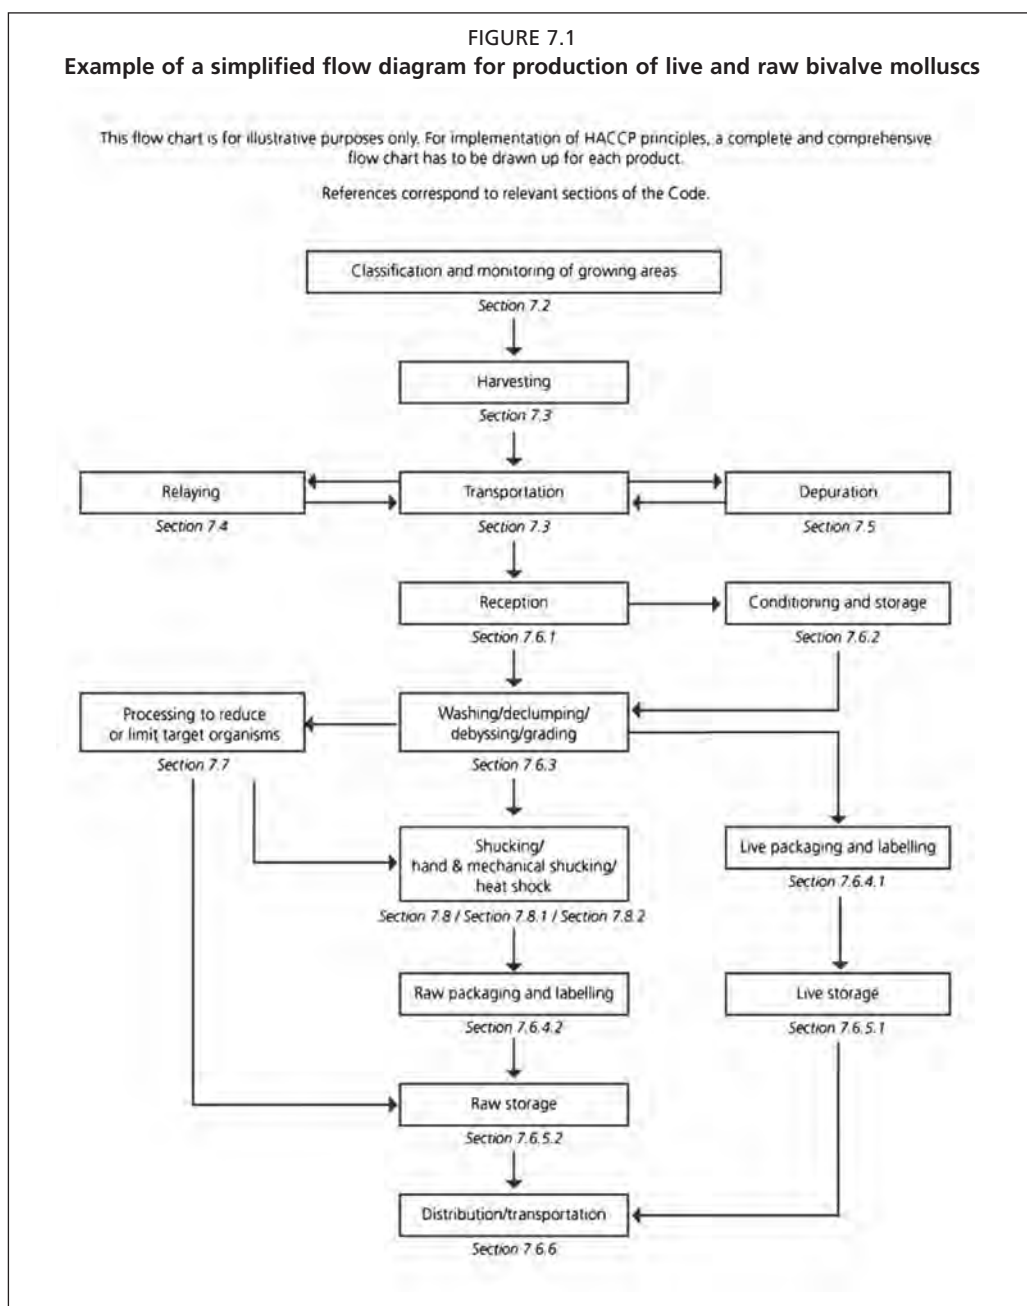 FIGURE 7.1
Example of a simplified flow diagram for production of live and raw bivalve molluscs
This flow chart is for illustrative purposes only. For implementation of HACCP principles, a complete and comprehensive
flow chart has to be drawn up for each product.
References correspond to relevant sections of the Code.
Classification and monitoring of growing areas
Section 7.2
Harvesting
Section 7.3
Relaying
Section 7.4
Transportation
Section 7.3
Depuration
Section 7.5
Reception
Section 7.6.1
Conditioning and storage
Section 7.6.2
Processing to reduce
or limit target organisms
Section 7.7
Washing/declumping/
debyssing/grading
Section 7.6.3
Shucking/
hand & mechanical shucking/
heat shock
Section 7.8 / Section 7.8.1 / Section 7.8.2
Live packaging and labelling
Section 7.6.4.1
Raw packaging and labelling
Section 7.6.4.2
Live storage
Section 7.6.5.1
Raw storage
Section 7.6.5.2
Distribution/transportation
Section 7.6.6